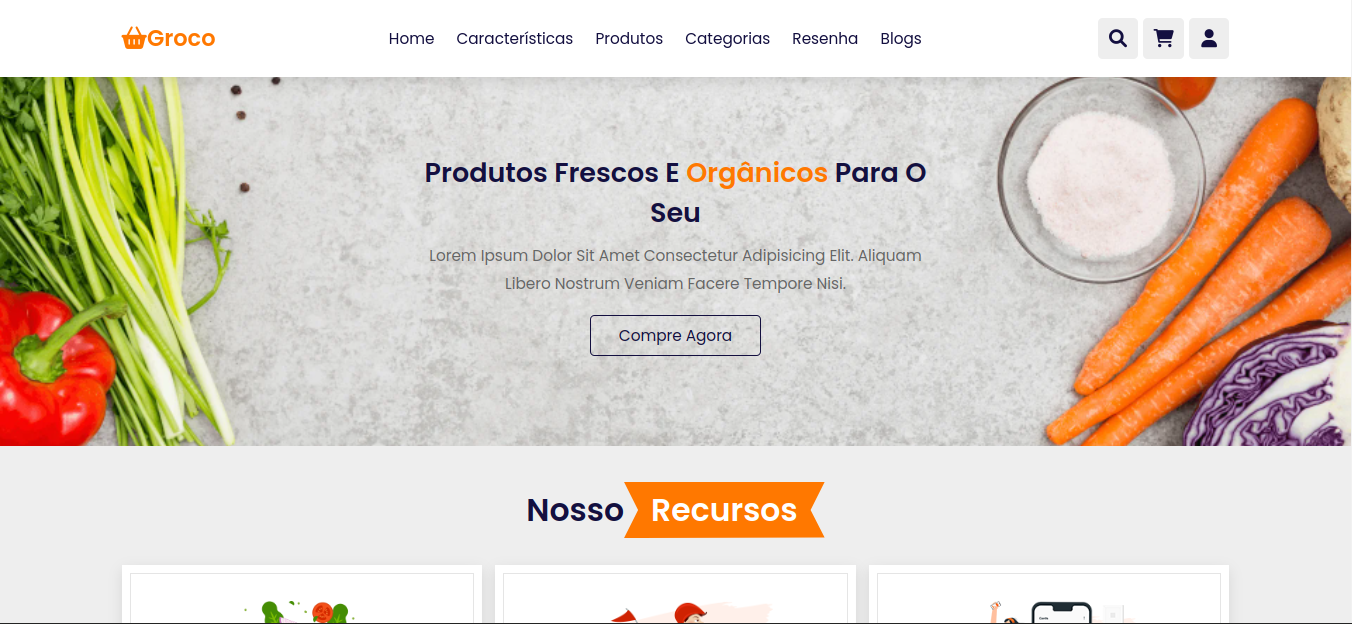 Groco
Home Características Produtos Categorias Resenha Blogs
Produtos Frescos E Orgânicos Para O
Seu
Lorem Ipsum Dolor Sit Amet Consectetur Adipisicing Elit. Aliquam
Libero Nostrum Veniam Facere Tempore Nisi.
Compre Agora
Nosso Recursos